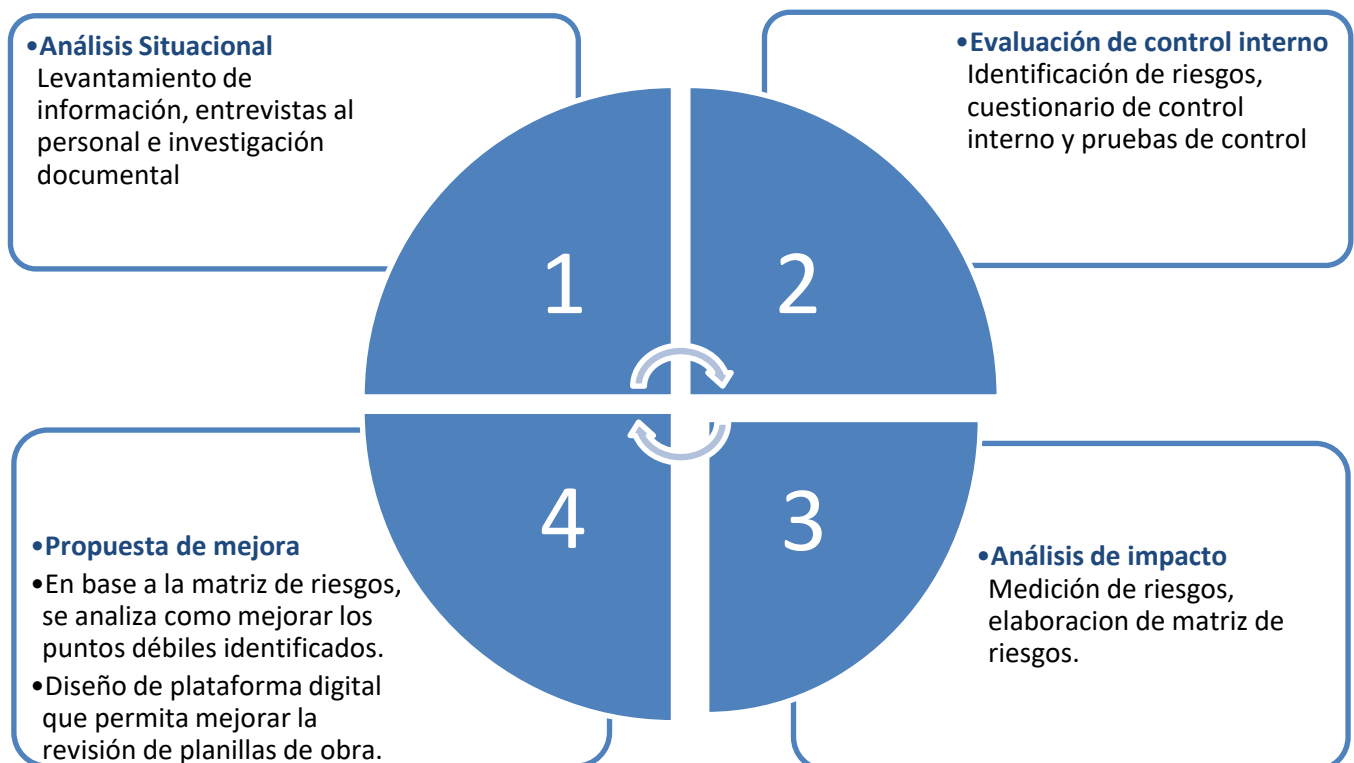 •Análisis Situacional
Levantamiento de
información, entrevistas al
personal e investigación
documental
•Evaluación de control interno
Identificación de riesgos,
cuestionario de control
interno y pruebas de control
1
2
4
3
•Propuesta de mejora
•En base a la matriz de riesgos,
se analiza como mejorar los
puntos débiles identificados.
•Diseño de plataforma digital
que permita mejorar la
revisión de planillas de obra.
•Análisis de impacto
Medición de riesgos,
elaboracion de matriz de
riesgos.